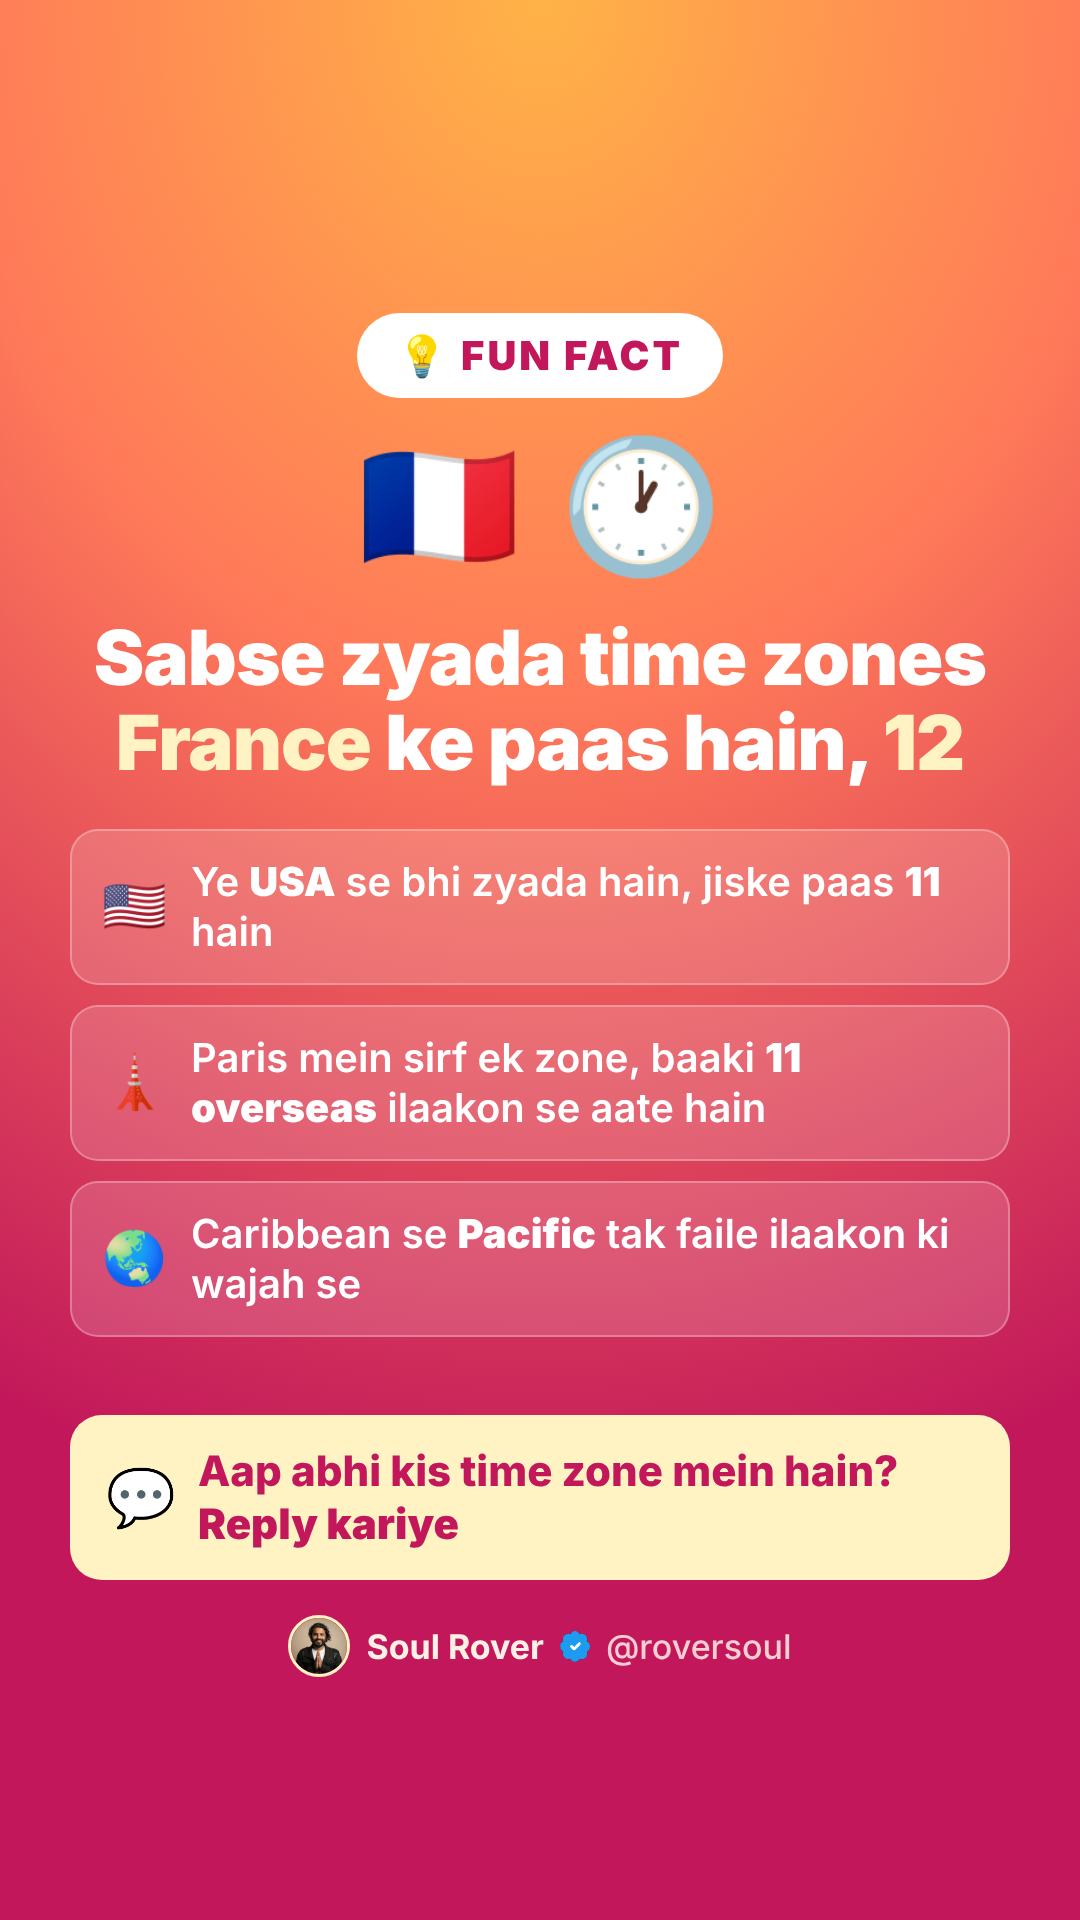 💡 FUN FACT
Sabse zyada time zones
France ke paas hain, 12
Ye USA se bhi zyada hain, jiske paas 11
hain
Paris mein sirf ek zone, baaki 11
overseas ilaakon se aate hain
Caribbean se Pacific tak faile ilaakon ki
wajah se
Aap abhi kis time zone mein hain?
Reply kariye
Soul Rover @roversoul